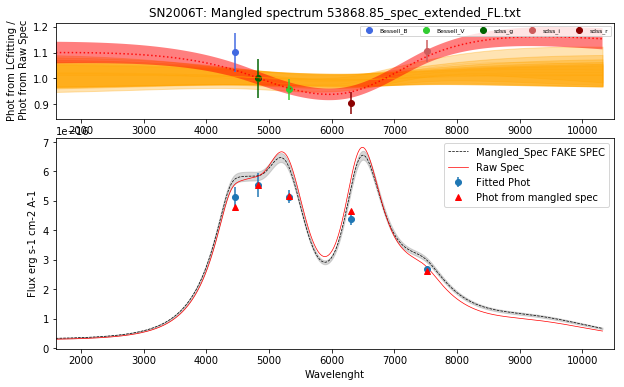 SN2006T: Mangled spectrum 53868.85_spec_extended_FL.txt
Phot from LCfitting /
Phot from Raw Spec
1.2
1.1
1.0
0.9
Bessell_B
Bessell_V
sdss_g
sdss_i
sdss_r
2000 3000 4000 5000 6000 7000 8000 9000 10000
Flux erg s-1 cm-2 A-1
7
6
5
4
3
2
1
0
Mangled_Spec FAKE SPEC
Raw Spec
Fitted Phot
Phot from mangled spec
2000 3000 4000 5000 6000 7000 8000 9000 10000
Wavelenght